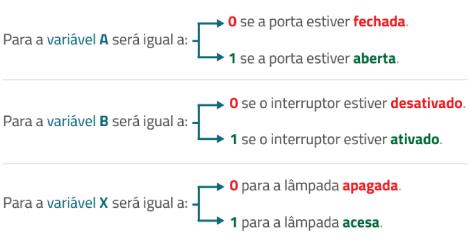 0 se a porta estiver fechada.
Para a variável A será igual a:
1 se a porta estiver aberta.
0 se o interruptor estiver desativado.
Para a variável B será igual a:
1 se o interruptor estiver ativado.
0 para a lâmpada apagada.
Para a variável X será igual a:
1 para a lâmpada acesa.